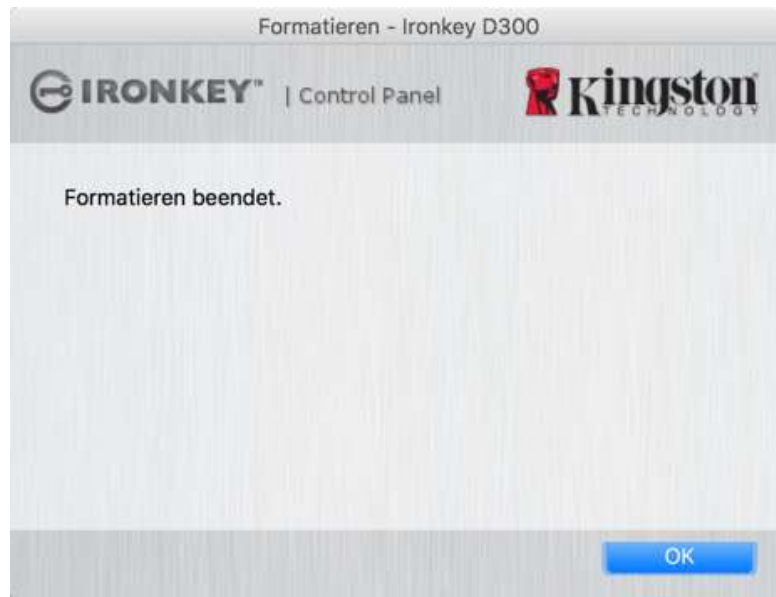 Formatieren - Ironkey D300
IRONKEY™ | Control Panel
Kingston
TECHNOLOGY
Formatieren beendet.
OK